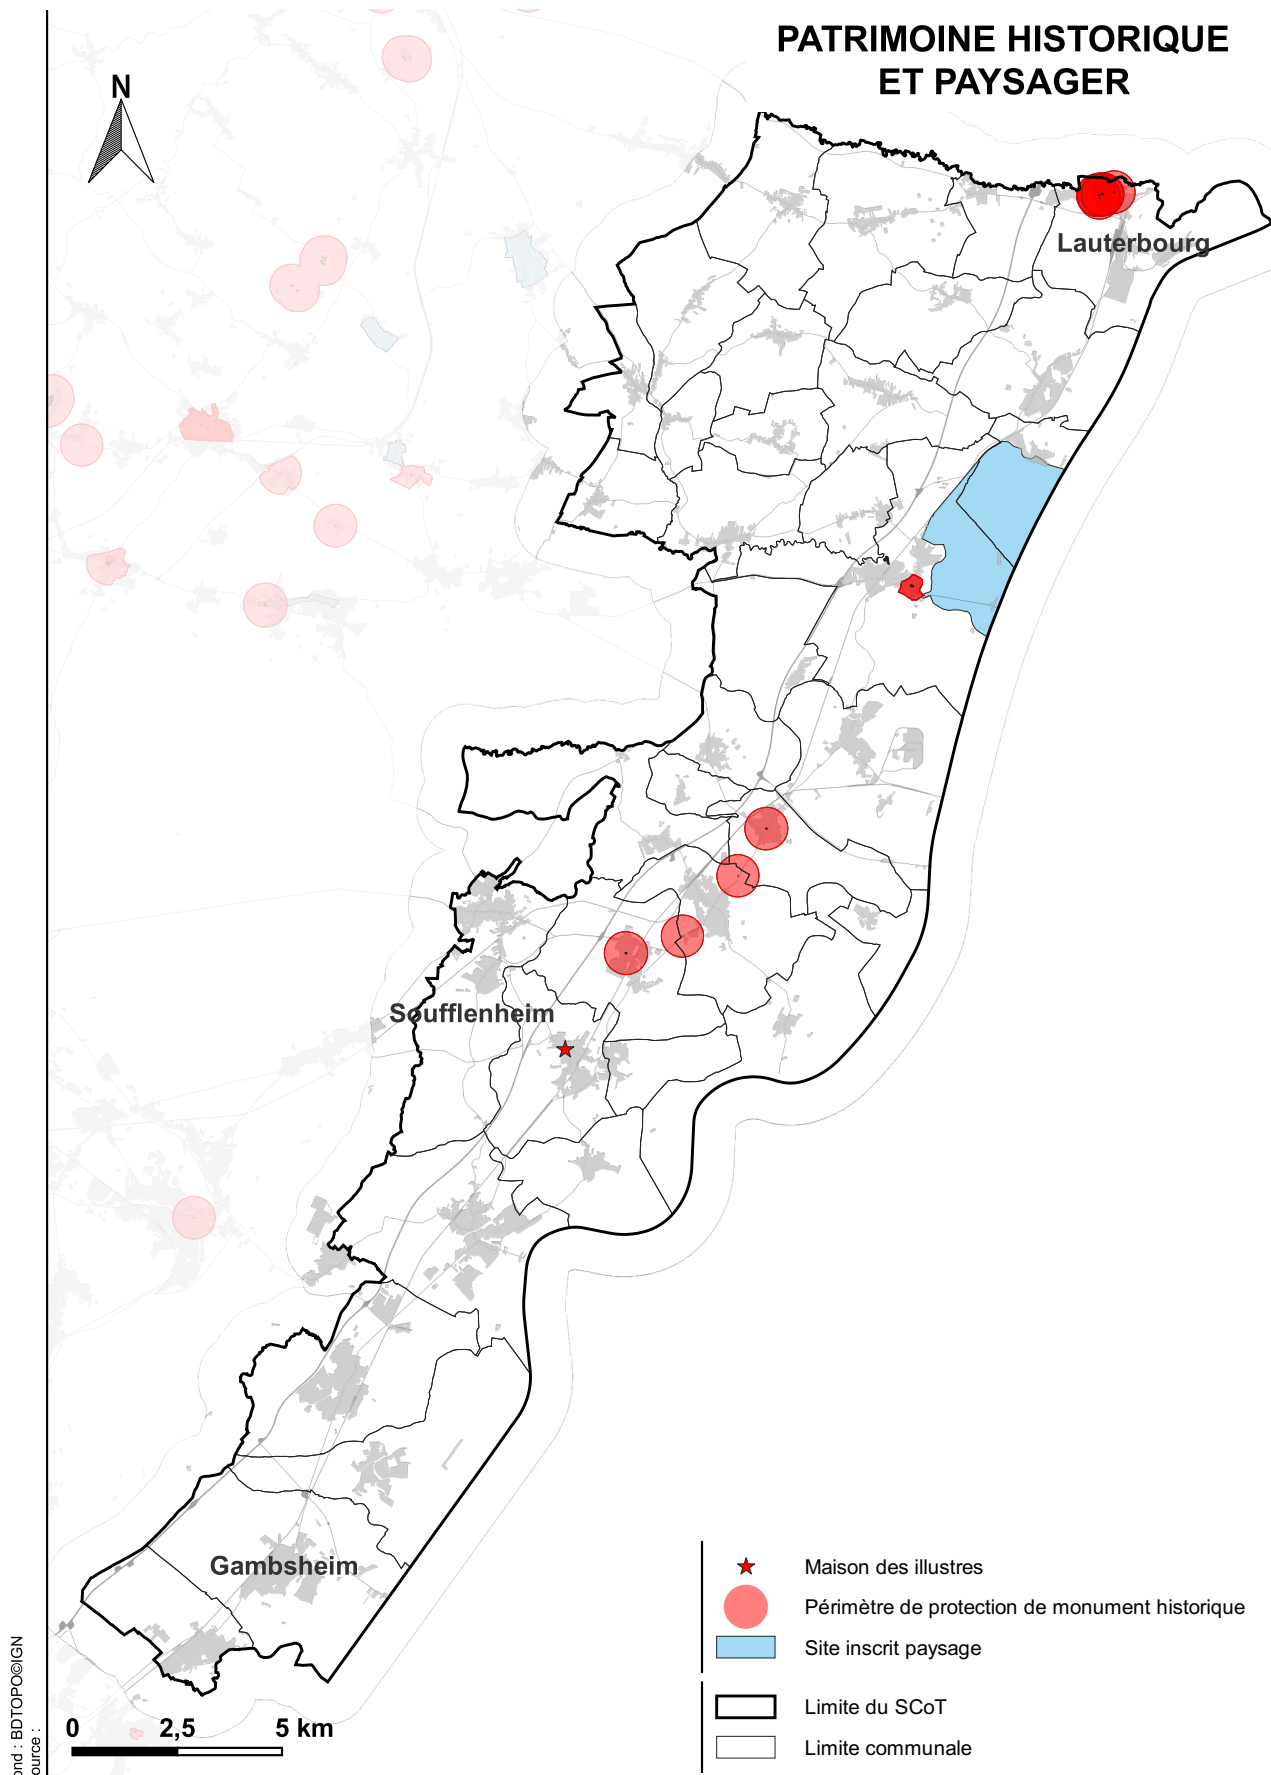 PATRIMOINE HISTORIQUE
ET PAYSAGER
N
Lauterbourg
Soufflenheim
Gambsheim
Maison des illustres
Périmètre de protection de monument historique
Site inscrit paysage
Limite du SCoT
Limite communale
0 2,5 5 km
ond : BDTOPO©IGN
ource :